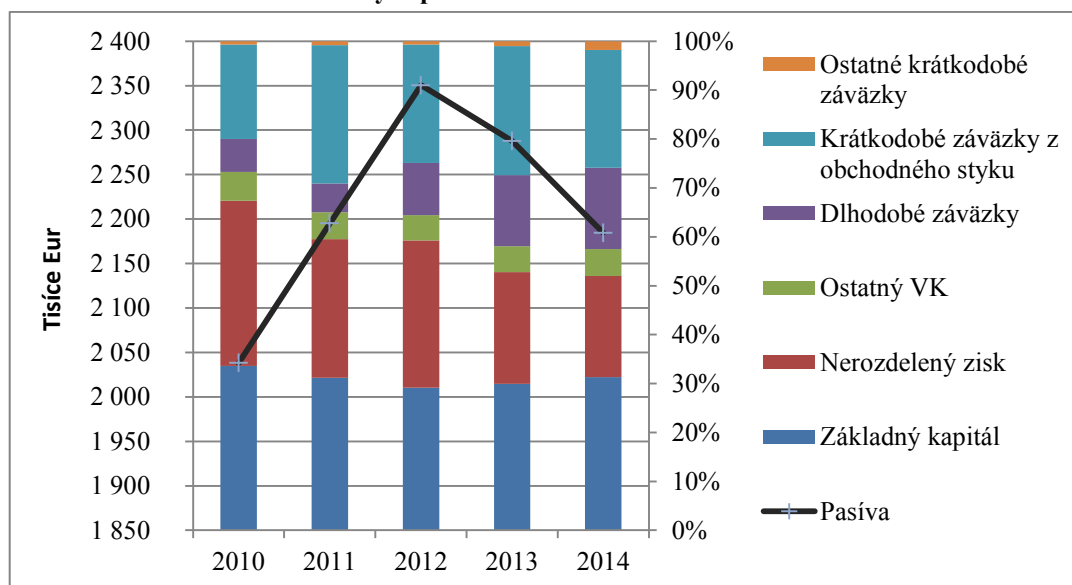 2 400
2 350
2 300
2 250
2 200
2 150
2 100
2 050
2 000
1 950
1 900
1 850
Tisíce Eur
100%
90%
80%
70%
60%
50%
40%
30%
20%
10%
0%
2010 2011 2012 2013 2014
Ostatné krátkodobé
záväzky
Krátkodobé záväzky z
obchodného styku
Dlhodobé záväzky
Ostatný VK
Nerozdelený zisk
Základný kapitál
Pasíva